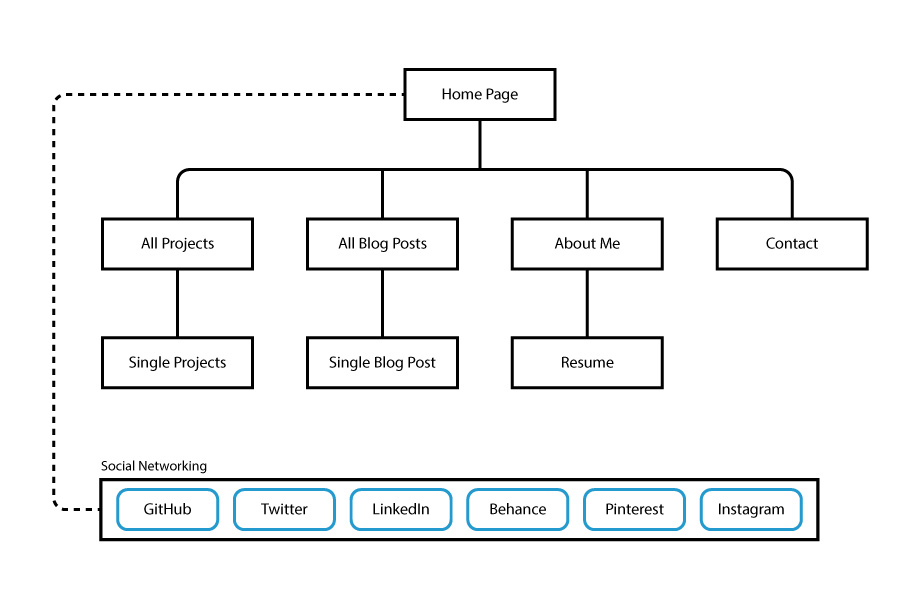 Home Page
All Projects
All Blog Posts
About Me
Contact
Single Projects
Single Blog Post
Resume
Social Networking
GitHub
Twitter
LinkedIn
Behance
Pinterest
Instagram